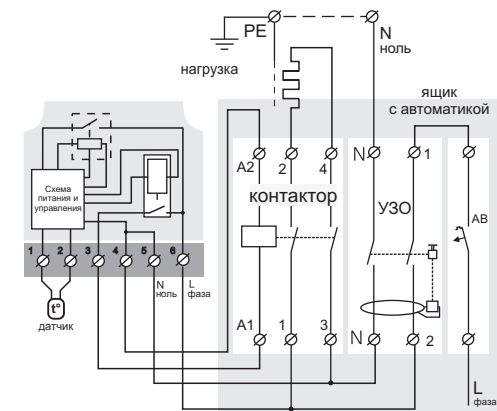 PE
N
ноль
нагрузка
ящик
с автоматикой
A2
2
4
N
1
контактор
УЗО
АВ
Схема
питания и
управления
1
2
3
4
5
6
N
ноль
L
фаза
t°
датчик
A1
1
3
N
2
L
фаза